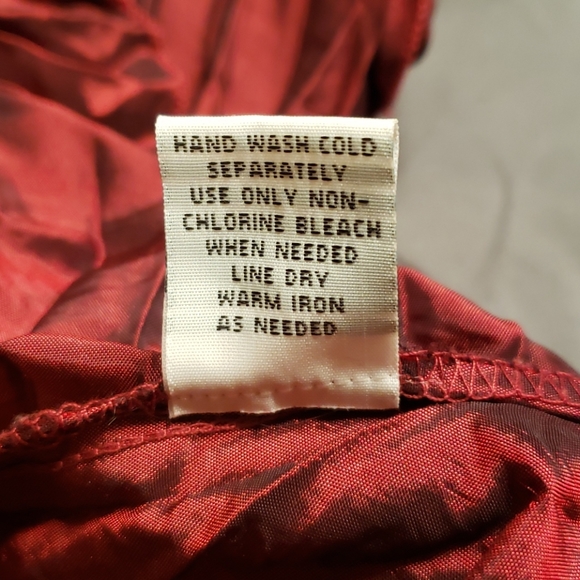 HAND WASH COLD
SEPARATELY
USE ONLY NON-
CHLORINE BLEACH
WHEN NEEDED
LINE DRY
WARM IRON
AS NEEDED